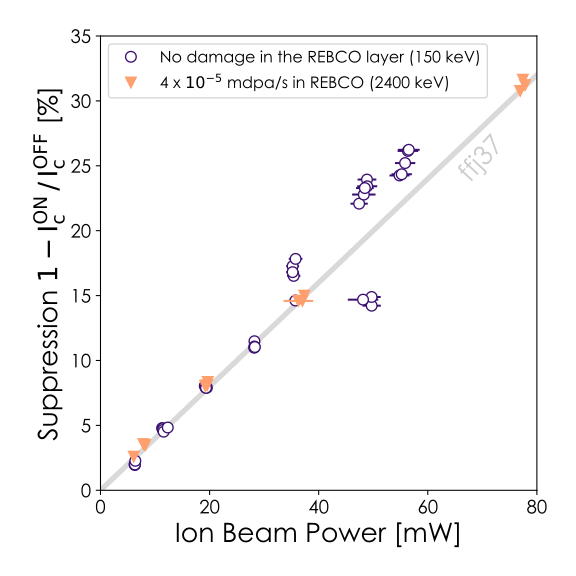 No damage in the REBCO layer (150 keV)
4 x 10⁻⁵ mdpa/s in REBCO (2400 keV)
ffj37
Suppression 1 − I_c^ON / I_c^OFF [%]
35
30
25
20
15
10
5
0
0 20 40 60 80
Ion Beam Power [mW]